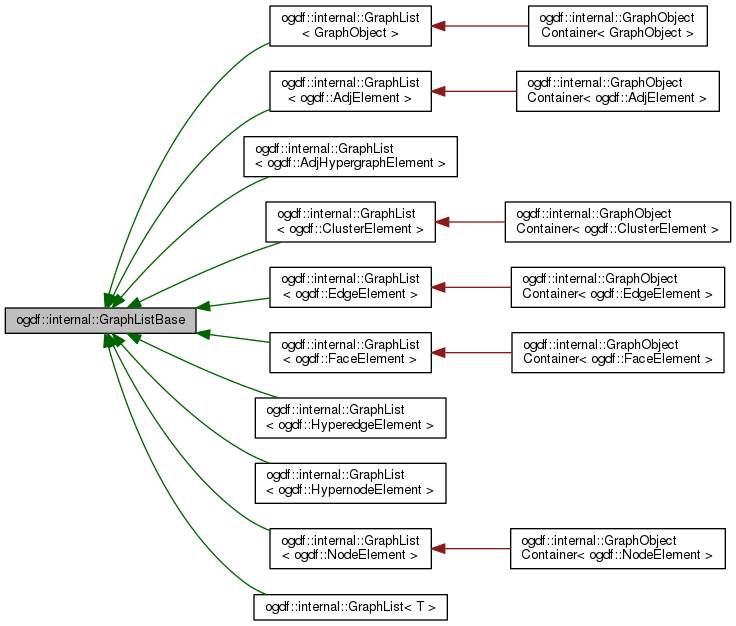 ogdf::internal::GraphListBase
ogdf::internal::GraphList
< GraphObject >
ogdf::internal::GraphObject
Container< GraphObject >
ogdf::internal::GraphList
< ogdf::AdjElement >
ogdf::internal::GraphObject
Container< ogdf::AdjElement >
ogdf::internal::GraphList
< ogdf::AdjHypergraphElement >
ogdf::internal::GraphList
< ogdf::ClusterElement >
ogdf::internal::GraphObject
Container< ogdf::ClusterElement >
ogdf::internal::GraphList
< ogdf::EdgeElement >
ogdf::internal::GraphObject
Container< ogdf::EdgeElement >
ogdf::internal::GraphList
< ogdf::FaceElement >
ogdf::internal::GraphObject
Container< ogdf::FaceElement >
ogdf::internal::GraphList
< ogdf::HyperedgeElement >
ogdf::internal::GraphList
< ogdf::HypernodeElement >
ogdf::internal::GraphList
< ogdf::NodeElement >
ogdf::internal::GraphObject
Container< ogdf::NodeElement >
ogdf::internal::GraphList< T >